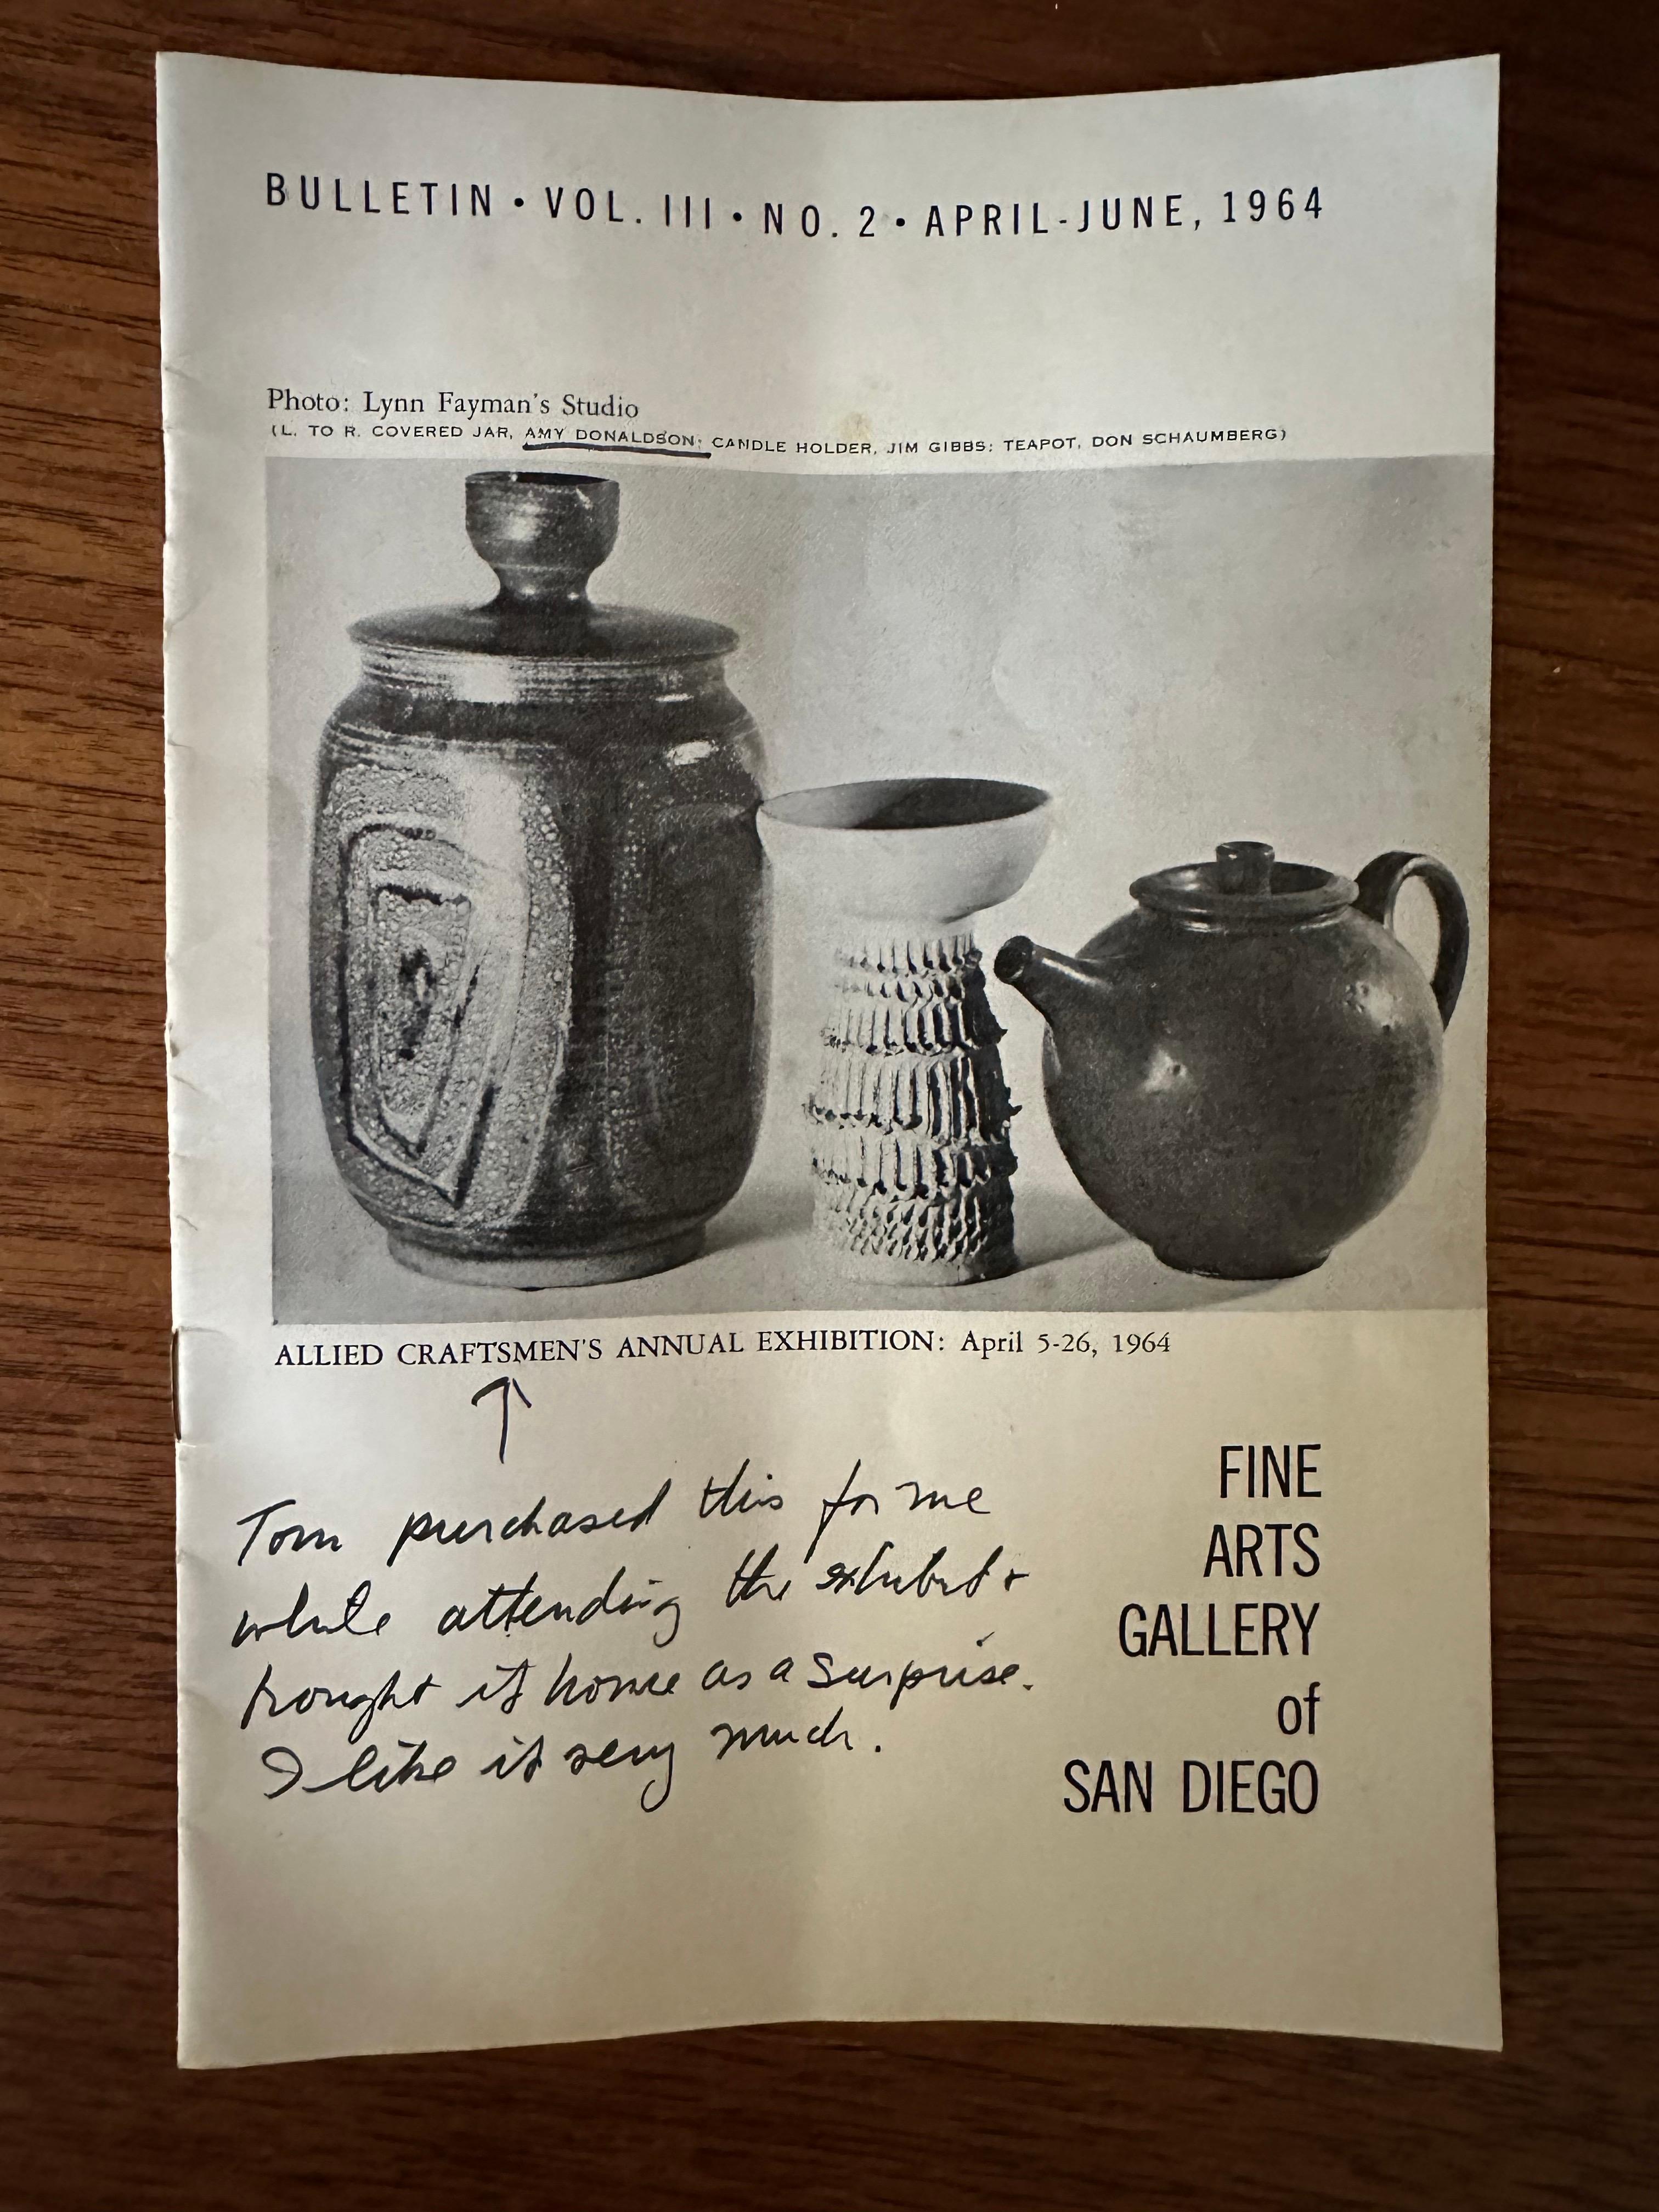 BULLETIN • VOL. III • NO. 2 • APRIL-JUNE, 1964
Photo: Lynn Fayman's Studio
(L. TO R. COVERED JAR, AMY DONALDSON; CANDLE HOLDER, JIM GIBBS; TEAPOT, DON SCHAUMBERG)
ALLIED CRAFTSMEN'S ANNUAL EXHIBITION: April 5-26, 1964
Tom purchased this for me
while attending the exhibit +
brought it home as a surprise.
I like it very much.
FINE
ARTS
GALLERY
of
SAN DIEGO